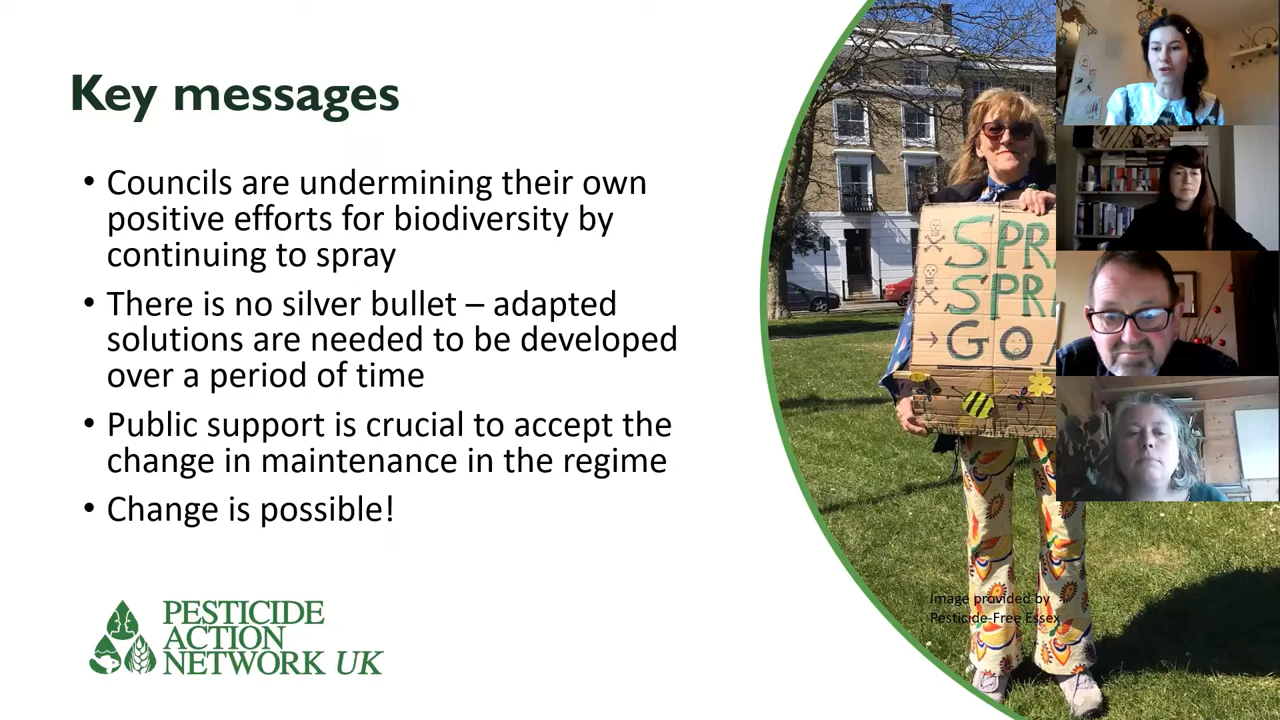 Key messages
• Councils are undermining their own
positive efforts for biodiversity by
continuing to spray
• There is no silver bullet – adapted
solutions are needed to be developed
over a period of time
• Public support is crucial to accept the
change in maintenance in the regime
• Change is possible!
PESTICIDE
ACTION
NETWORK UK
SPR
SPR
→ GO
Image provided by
Pesticide-Free Essex